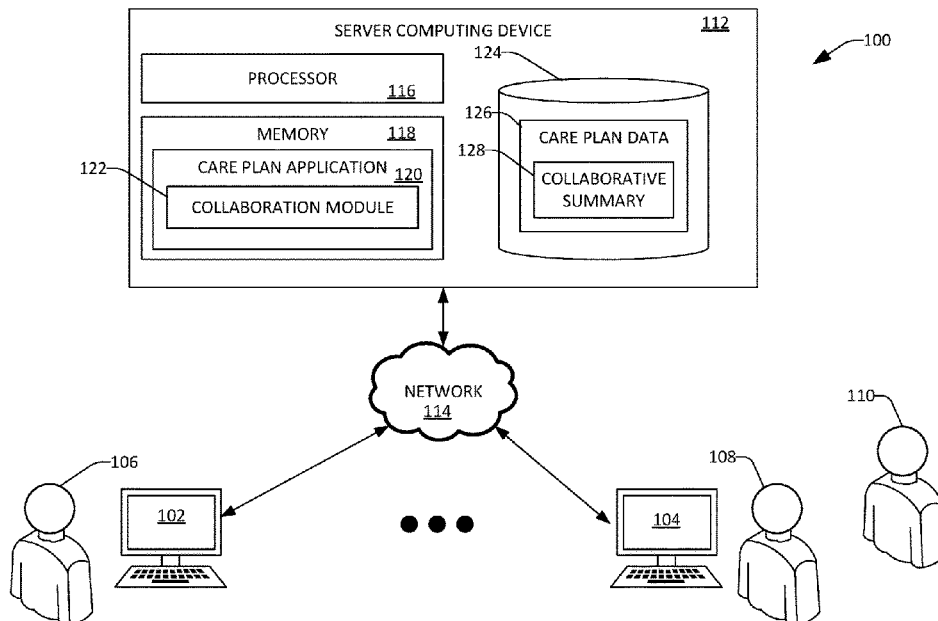 SERVER COMPUTING DEVICE 112
100
PROCESSOR
116
124
MEMORY 118
126
CARE PLAN DATA
CARE PLAN APPLICATION
120
122
128
COLLABORATION MODULE
COLLABORATIVE
SUMMARY
NETWORK
114
110
106
108
102
104